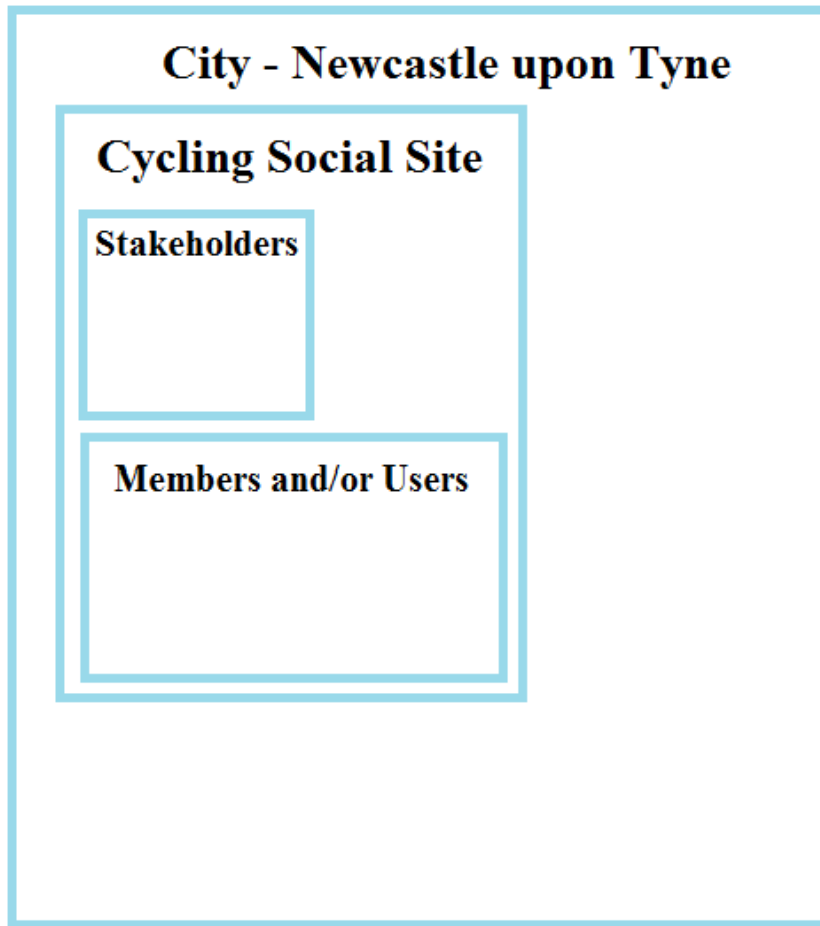 City - Newcastle upon Tyne
Cycling Social Site
Stakeholders
Members and/or Users